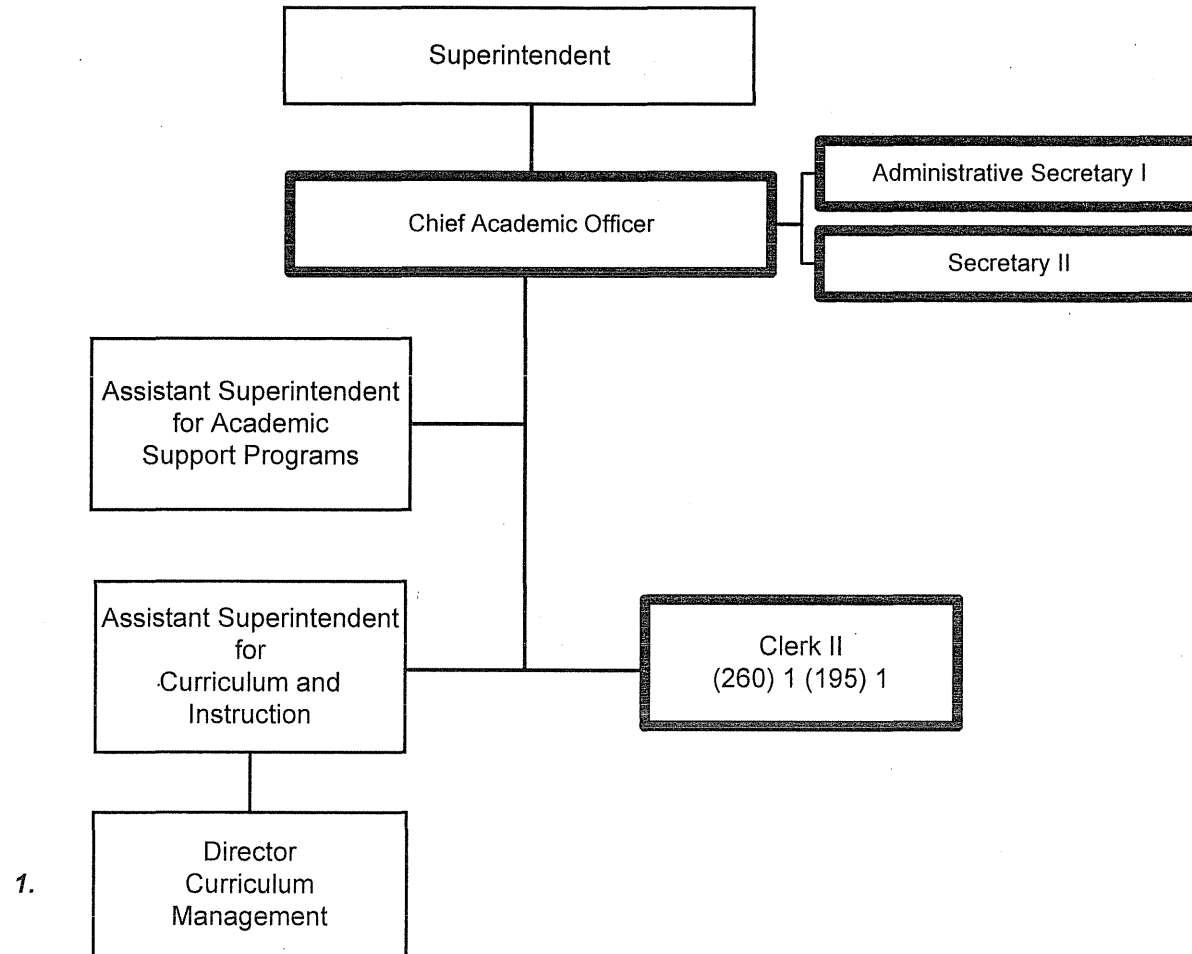 Superintendent
Chief Academic Officer
Administrative Secretary I
Secretary II
Assistant Superintendent
for Academic
Support Programs
Assistant Superintendent
for
Curriculum and
Instruction
Clerk II
(260) 1 (195) 1
1.
Director
Curriculum
Management